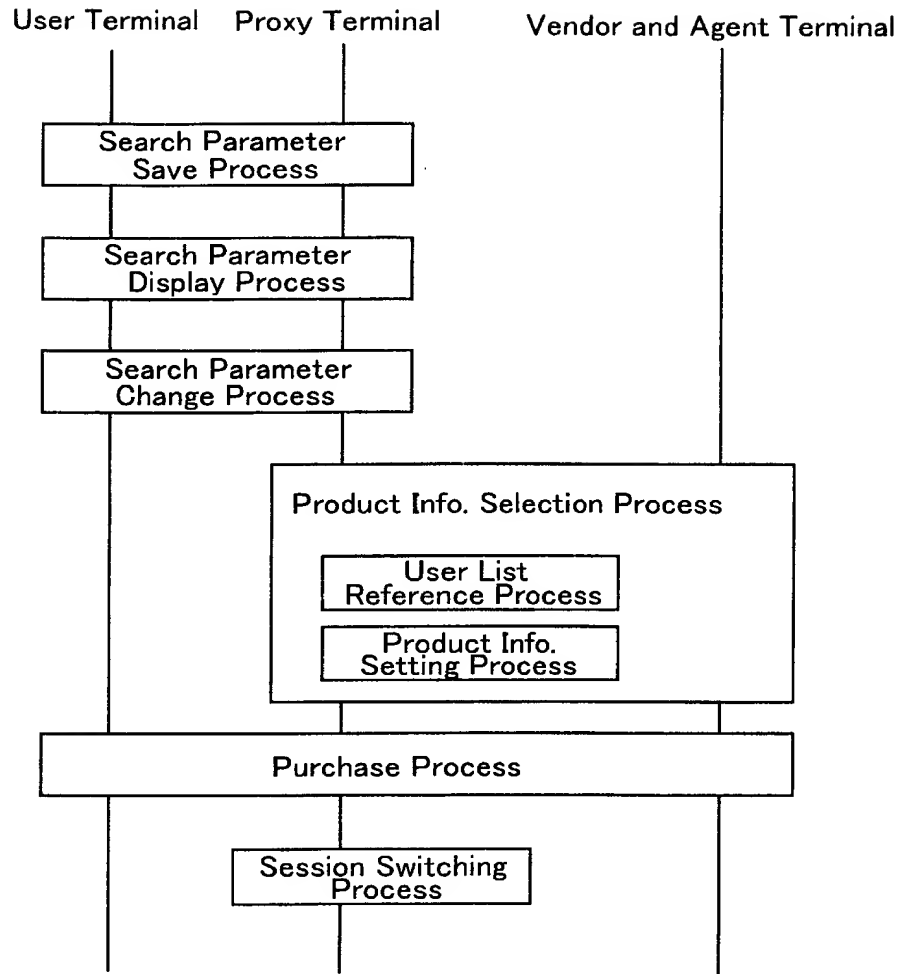 User Terminal Proxy Terminal Vendor and Agent Terminal
Search Parameter
Save Process
Search Parameter
Display Process
Search Parameter
Change Process
Product Info. Selection Process
User List
Reference Process
Product Info.
Setting Process
Purchase Process
Session Switching
Process